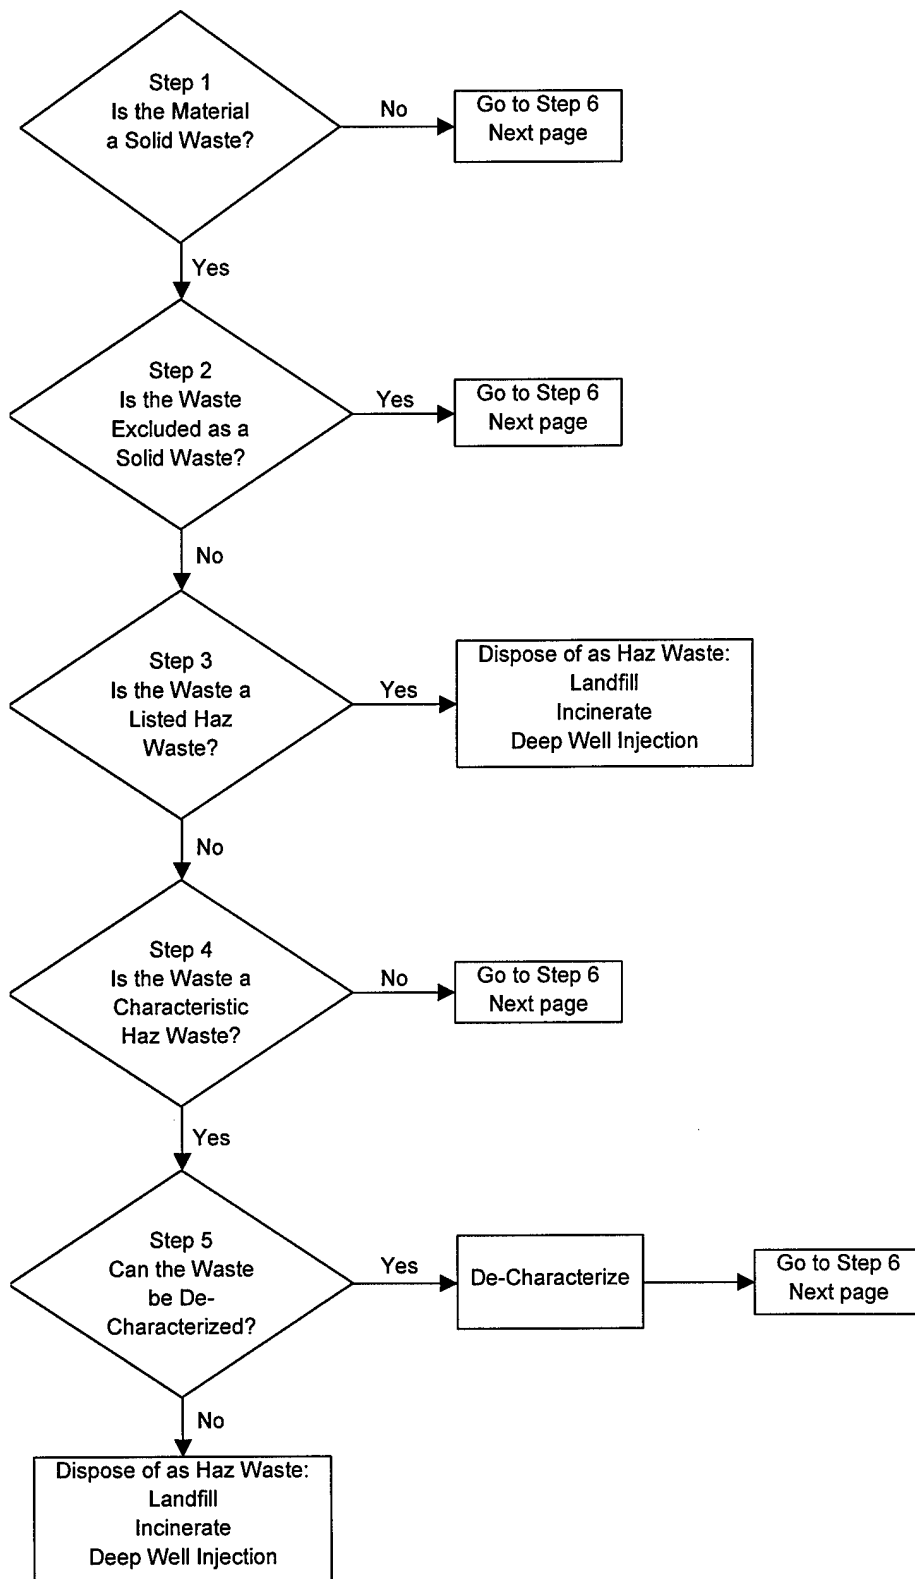 Step 1
Is the Material
a Solid Waste?
No
Go to Step 6
Next page
Yes
Step 2
Is the Waste
Excluded as a
Solid Waste?
Yes
Go to Step 6
Next page
No
Step 3
Is the Waste a
Listed Haz
Waste?
Yes
Dispose of as Haz Waste:
Landfill
Incinerate
Deep Well Injection
No
Step 4
Is the Waste a
Characteristic
Haz Waste?
No
Go to Step 6
Next page
Yes
Step 5
Can the Waste
be De-
Characterized?
Yes
De-Characterize
Go to Step 6
Next page
No
Dispose of as Haz Waste:
Landfill
Incinerate
Deep Well Injection